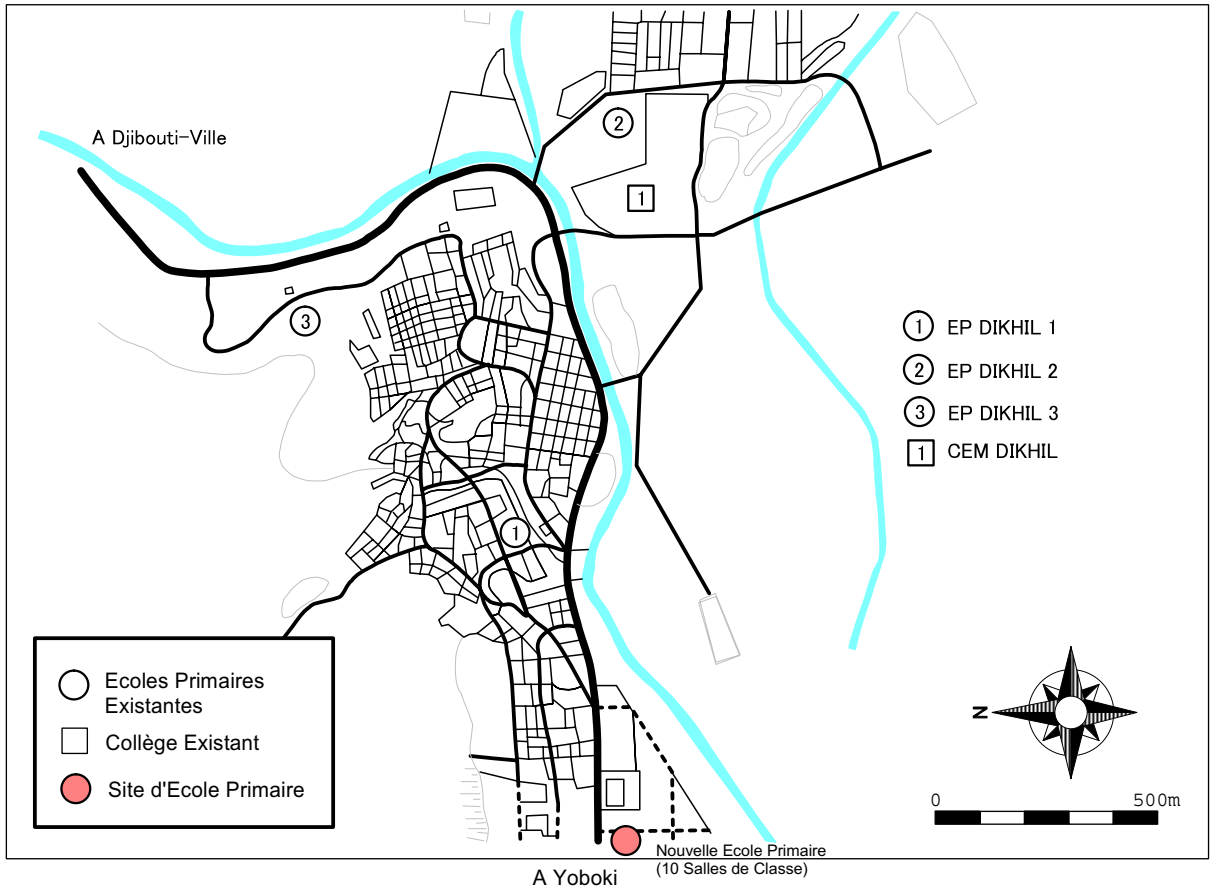 A Djibouti-Ville
2
1
3
1 EP DIKHIL 1
2 EP DIKHIL 2
3 EP DIKHIL 3
1 CEM DIKHIL
1
Ecoles Primaires
Existantes
Collège Existant
Site d'Ecole Primaire
N
0 500m
Nouvelle Ecole Primaire
(10 Salles de Classe)
A Yoboki